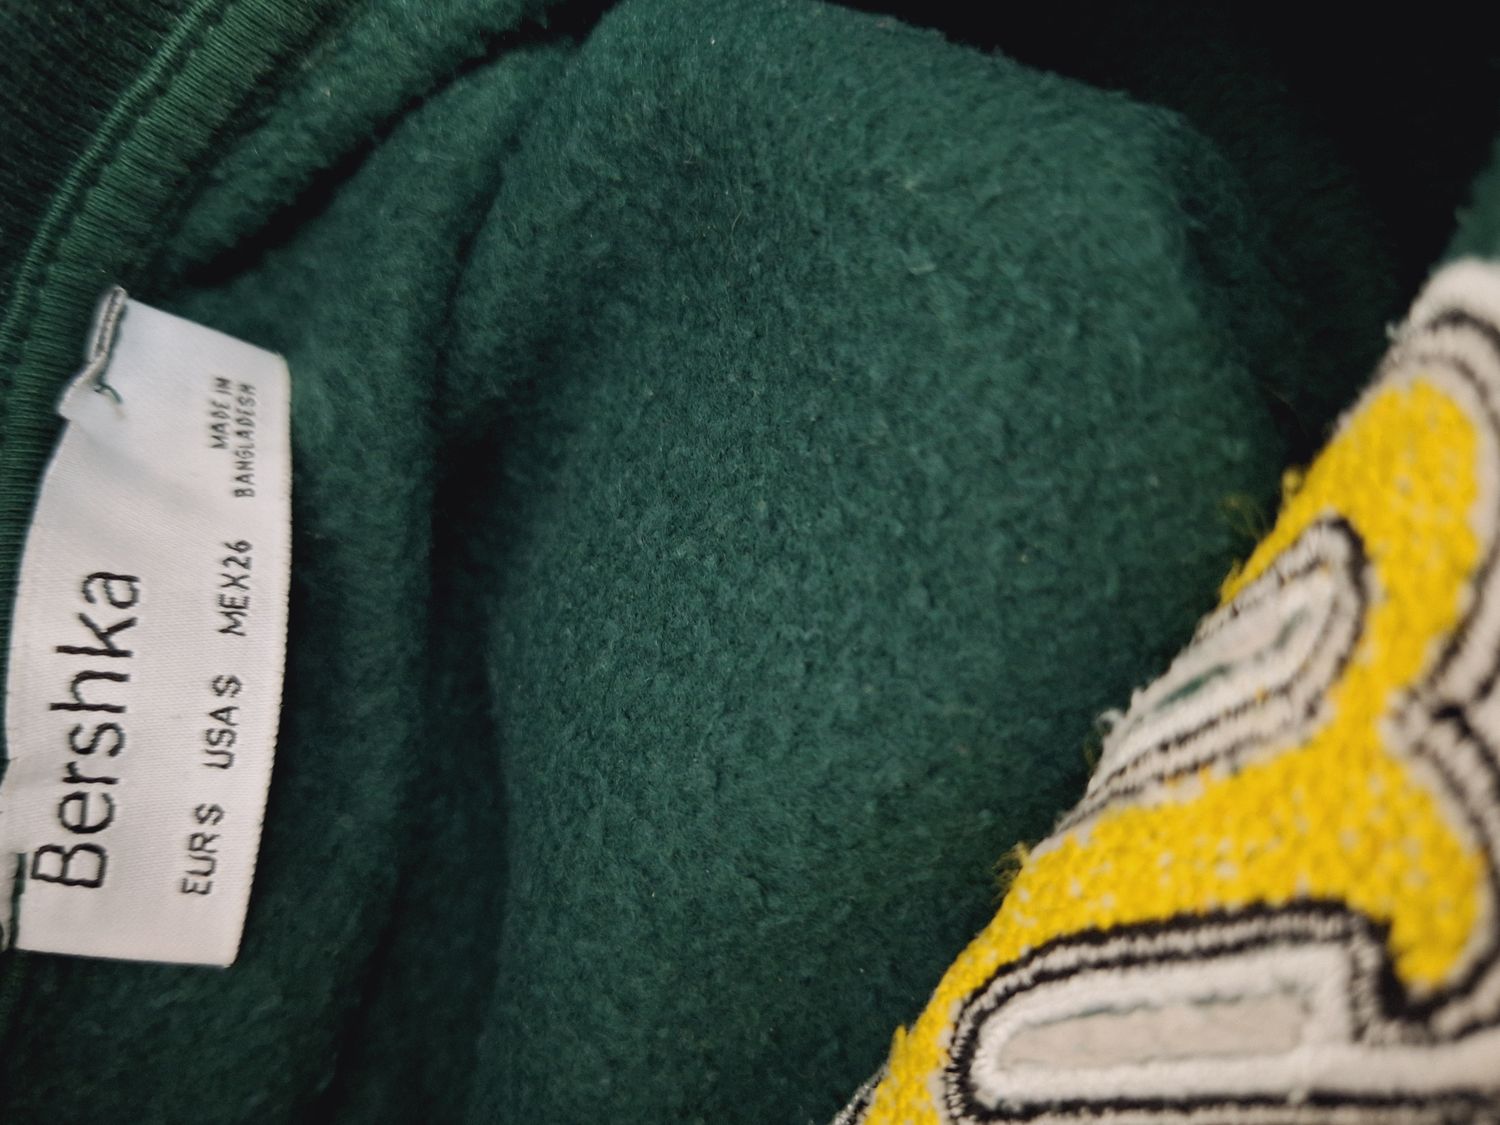 Bershka
EUR S USA S MEX 26
MADE IN
BANGLADESH